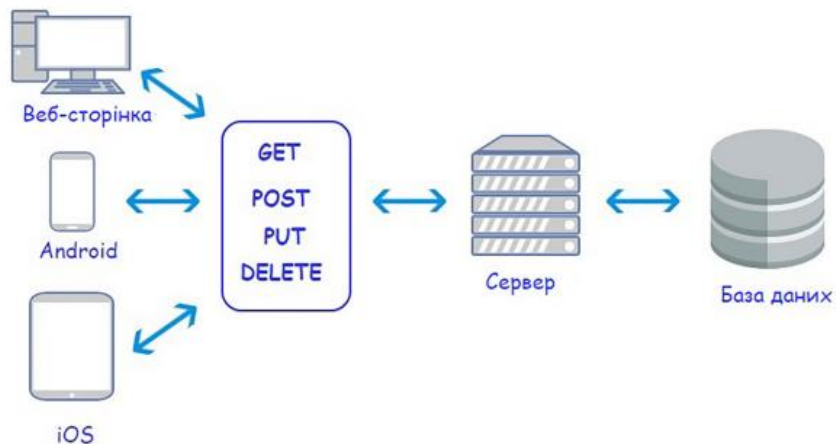 Веб-сторінка
Android
iOS
GET
POST
PUT
DELETE
Сервер
База даних